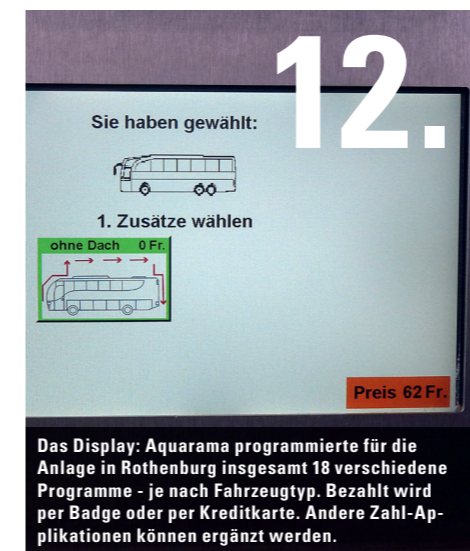 12.
Sie haben gewählt:
1. Zusätze wählen
ohne Dach 0 Fr.
Preis 62 Fr.
Das Display: Aquarama programmierte für die
Anlage in Rothenburg insgesamt 18 verschiedene
Programme - je nach Fahrzeugtyp. Bezahlt wird
per Badge oder per Kreditkarte. Andere Zahl-Ap-
plikationen können ergänzt werden.